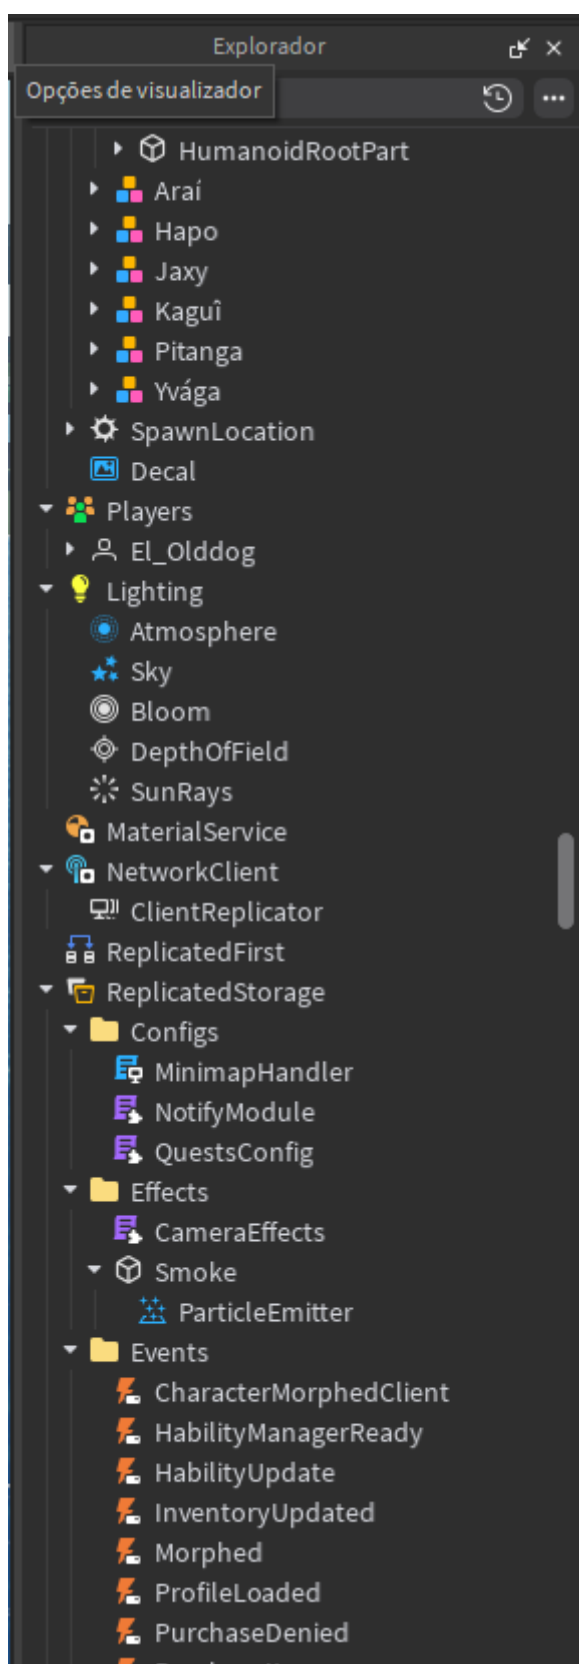 Explorador
Opções de visualizador
HumanoidRootPart
Araí
Hapo
Jaxy
Kaguî
Pitanga
Yvága
SpawnLocation
Decal
Players
El_Olddog
Lighting
Atmosphere
Sky
Bloom
DepthOfField
SunRays
MaterialService
NetworkClient
ClientReplicator
ReplicatedFirst
ReplicatedStorage
Configs
MinimapHandler
NotifyModule
QuestsConfig
Effects
CameraEffects
Smoke
ParticleEmitter
Events
CharacterMorphedClient
HabilityManagerReady
HabilityUpdate
InventoryUpdated
Morphed
ProfileLoaded
PurchaseDenied